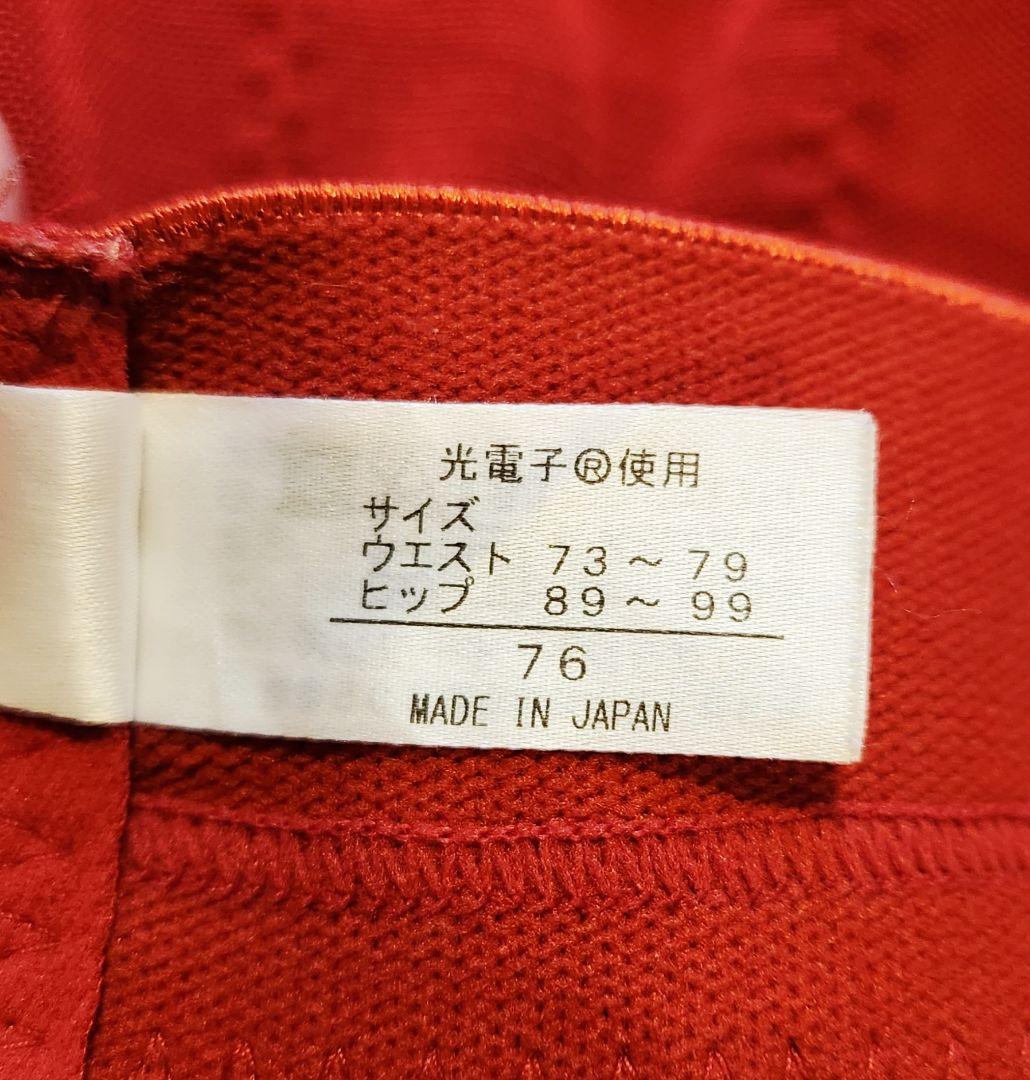 光電子®使用
サイズ
ウエスト 73～79
ヒップ 89～99
76
MADE IN JAPAN